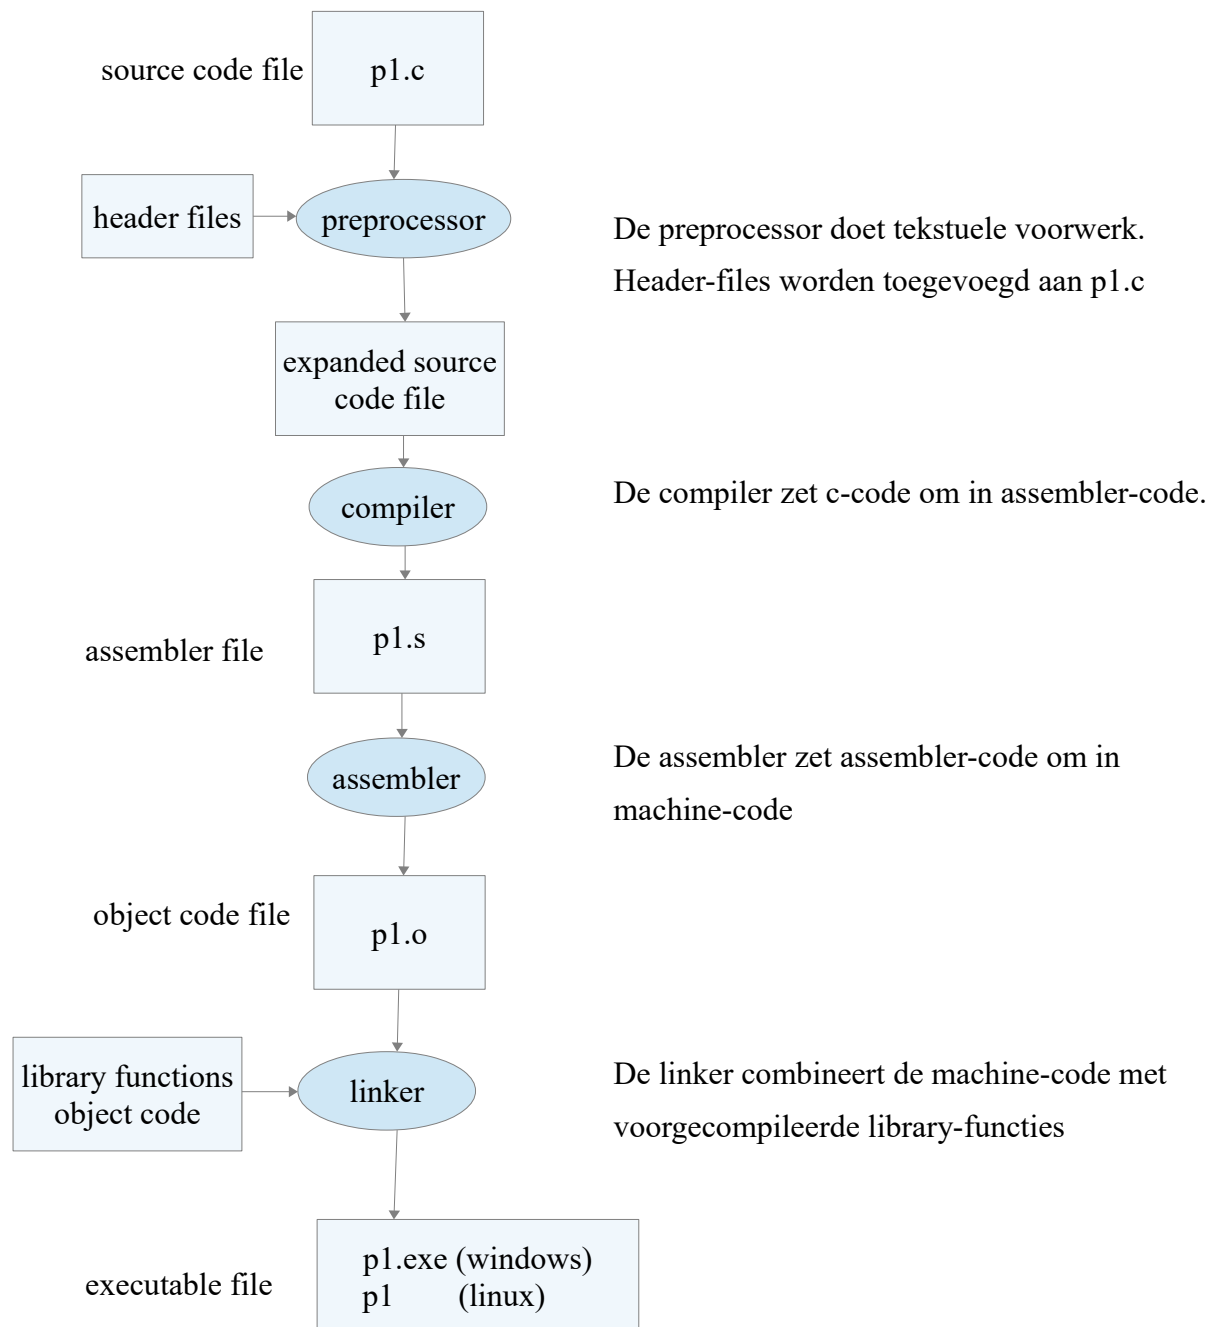 source code file
p1.c
header files
preprocessor
De preprocessor doet tekstuele voorwerk.
Header-files worden toegevoegd aan p1.c
expanded source
code file
compiler
De compiler zet c-code om in assembler-code.
assembler file
p1.s
assembler
De assembler zet assembler-code om in
machine-code
object code file
p1.o
library functions
object code
linker
De linker combineert de machine-code met
voorgecompileerde library-functies
executable file
p1.exe (windows)
p1 (linux)